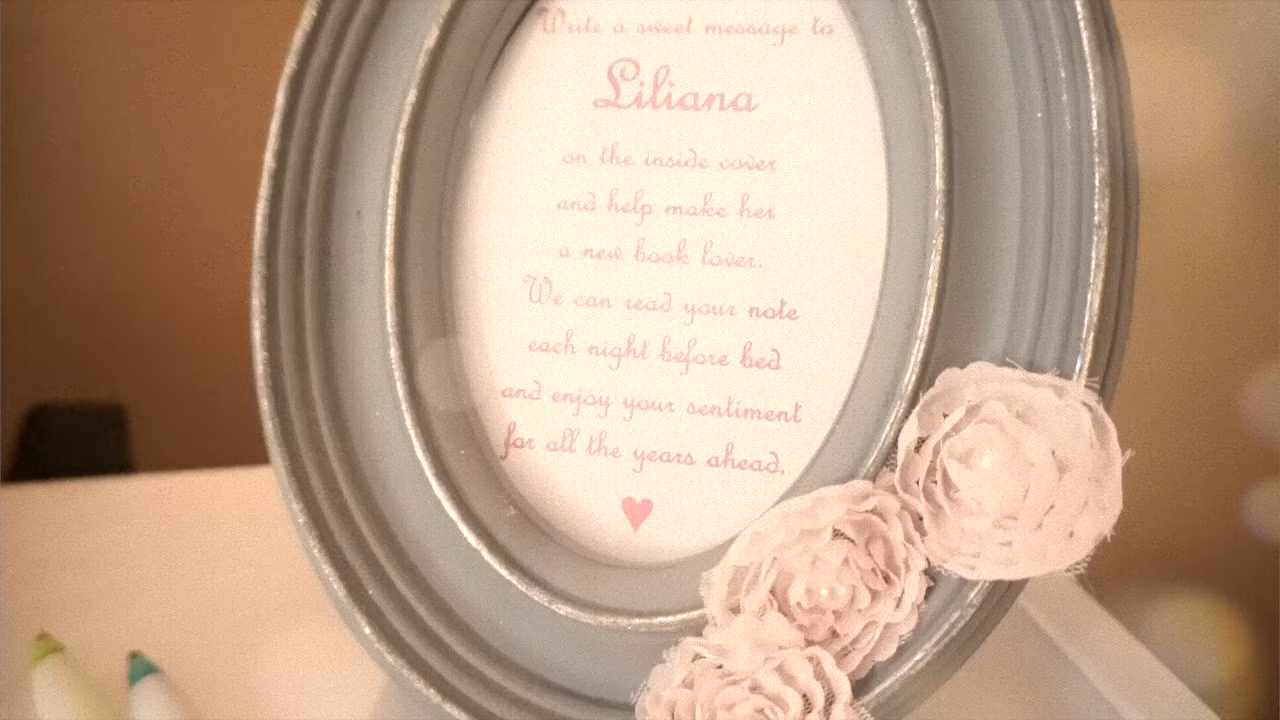 Write a sweet message to
Liliana
on the inside cover
and help make her
a new book lover.
We can read your note
each night before bed
and enjoy your sentiment
for all the years ahead.